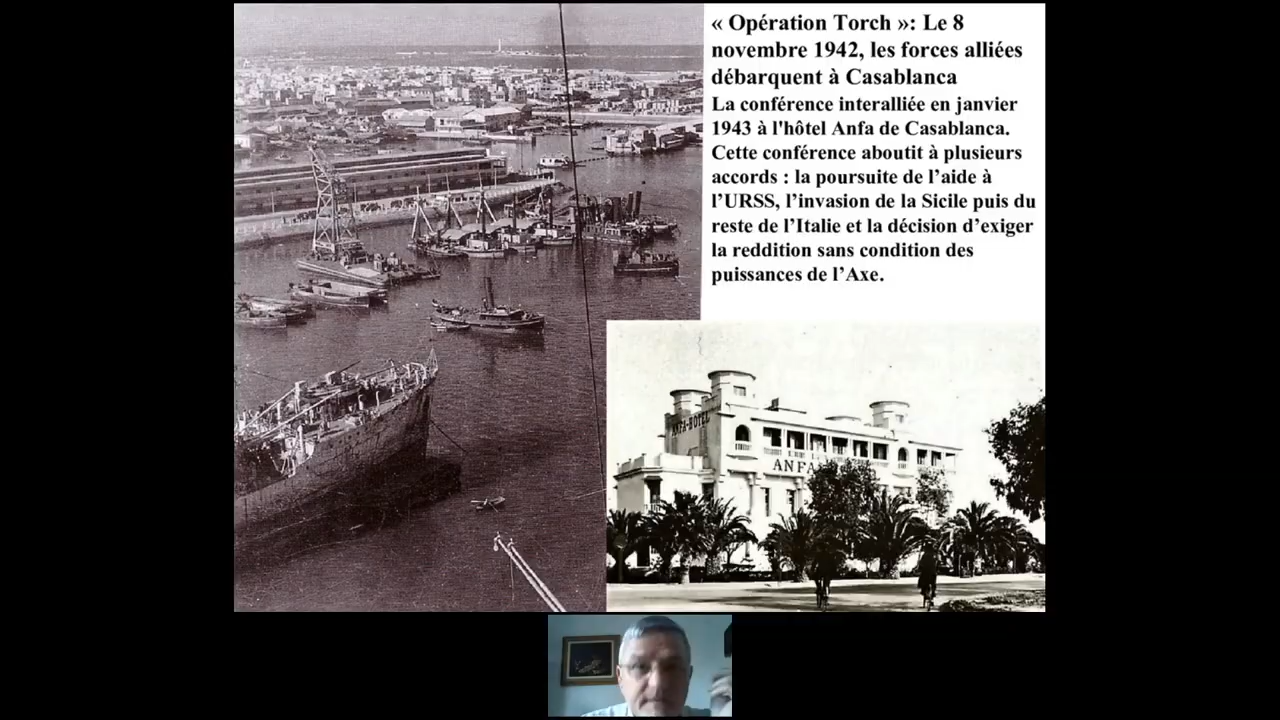 « Opération Torch »: Le 8
novembre 1942, les forces alliées
débarquent à Casablanca
La conférence interalliée en janvier
1943 à l'hôtel Anfa de Casablanca.
Cette conférence aboutit à plusieurs
accords : la poursuite de l’aide à
l’URSS, l’invasion de la Sicile puis du
reste de l’Italie et la décision d’exiger
la reddition sans condition des
puissances de l’Axe.
ANFA-HOTEL
ANFA